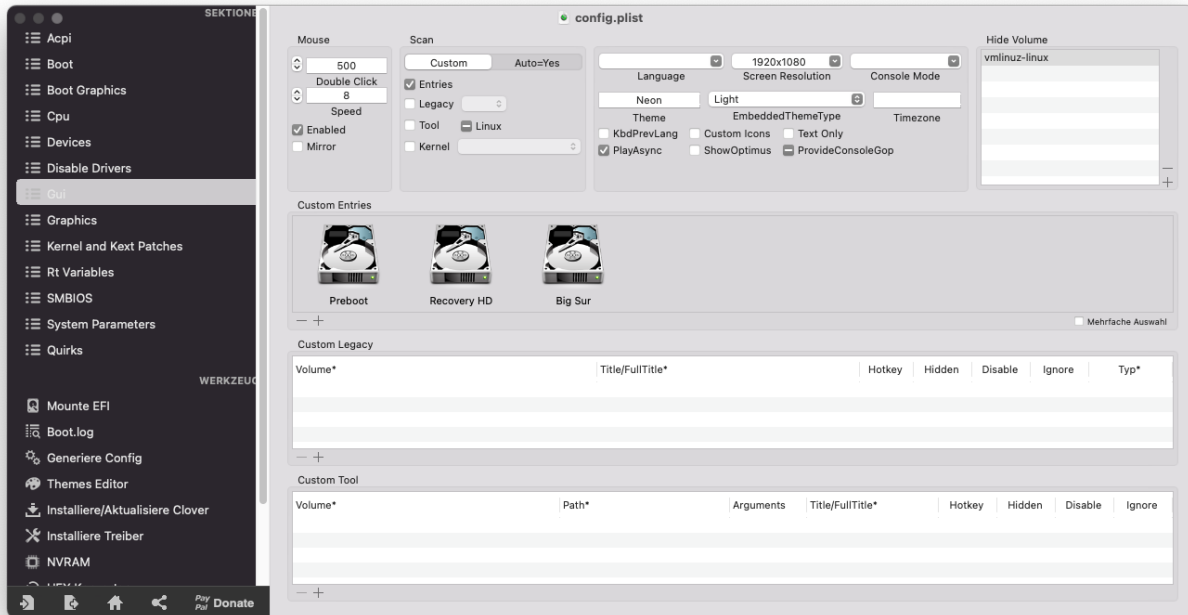 SEKTIONE
config.plist
Acpi
Boot
Boot Graphics
Cpu
Devices
Disable Drivers
Gui
Graphics
Kernel and Kext Patches
Rt Variables
SMBIOS
System Parameters
Quirks
WERKZEUG
Mounte EFI
Boot.log
Generiere Config
Themes Editor
Installiere/Aktualisiere Clover
Installiere Treiber
NVRAM
Pay Pal Donate
Mouse
500
Double Click
8
Speed
Enabled
Mirror
Scan
Custom Auto=Yes
Entries
Legacy
Tool Linux
Kernel
1920x1080
Language Screen Resolution Console Mode
Neon Light
Theme EmbeddedThemeType Timezone
KbdPrevLang Custom Icons Text Only
PlayAsync ShowOptimus ProvideConsoleGop
Hide Volume
vmlinuz-linux
Custom Entries
Preboot Recovery HD Big Sur
Mehrfache Auswahl
Custom Legacy
Volume* Title/FullTitle* Hotkey Hidden Disable Ignore Typ*
Custom Tool
Volume* Path* Arguments Title/FullTitle* Hotkey Hidden Disable Ignore